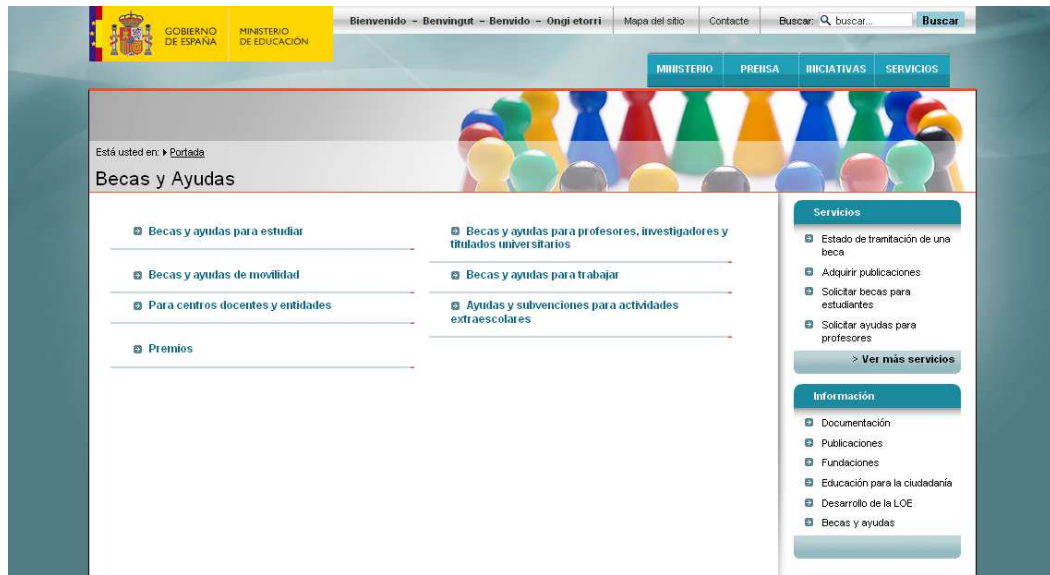 GOBIERNO
DE ESPAÑA
MINISTERIO
DE EDUCACIÓN
Bienvenido - Benvingut - Benvido - Ongi etorri
Mapa del sitio
Contacte
Buscar:
buscar...
Buscar
MINISTERIO
PRENSA
INICIATIVAS
SERVICIOS
Está usted en: Portada
Becas y Ayudas
Becas y ayudas para estudiar
Becas y ayudas para profesores, investigadores y
titulados universitarios
Becas y ayudas de movilidad
Becas y ayudas para trabajar
Para centros docentes y entidades
Ayudas y subvenciones para actividades
extraescolares
Premios
Servicios
Estado de tramitación de una
beca
Adquirir publicaciones
Solicitar becas para
estudiantes
Solicitar ayudas para
profesores
> Ver más servicios
Información
Documentación
Publicaciones
Fundaciones
Educación para la ciudadanía
Desarrollo de la LOE
Becas y ayudas